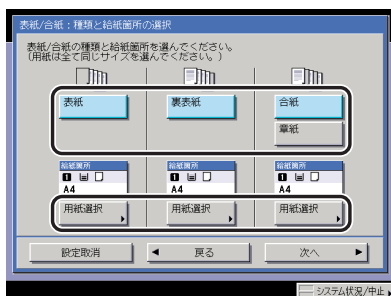 表紙/合紙：種類と給紙箇所の選択
表紙/合紙の種類と給紙箇所を選んでください。
(用紙は全て同じサイズを選んでください。)
表紙
裏表紙
合紙
章紙
給紙箇所
給紙箇所
給紙箇所
1
1
1
A4
A4
A4
用紙選択
用紙選択
用紙選択
設定取消
戻る
次へ
システム状況/中止